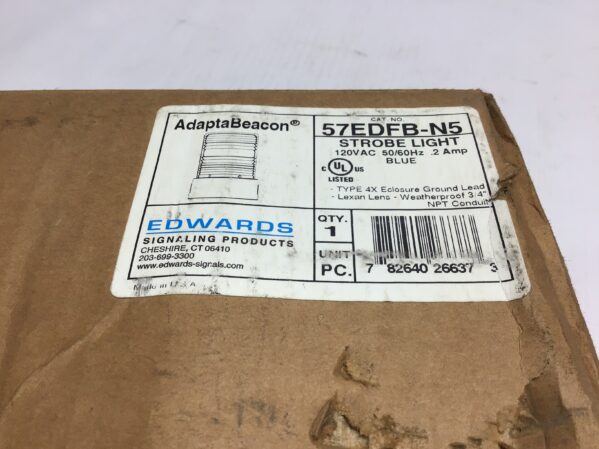 AdaptaBeacon®
EDWARDS
SIGNALING PRODUCTS
CHESHIRE, CT 06410
203-699-3300
www.edwards-signals.com
Made in U.S.A.
CAT. NO.
57EDFB-N5
STROBE LIGHT
120VAC 50/60Hz .2 Amp
BLUE
C UL US
LISTED
- TYPE 4X Eclosure Ground Lead
- Lexan Lens - Weatherproof 3/4"
NPT Conduit
QTY.
1
UNIT
PC.
7 82640 26637 3